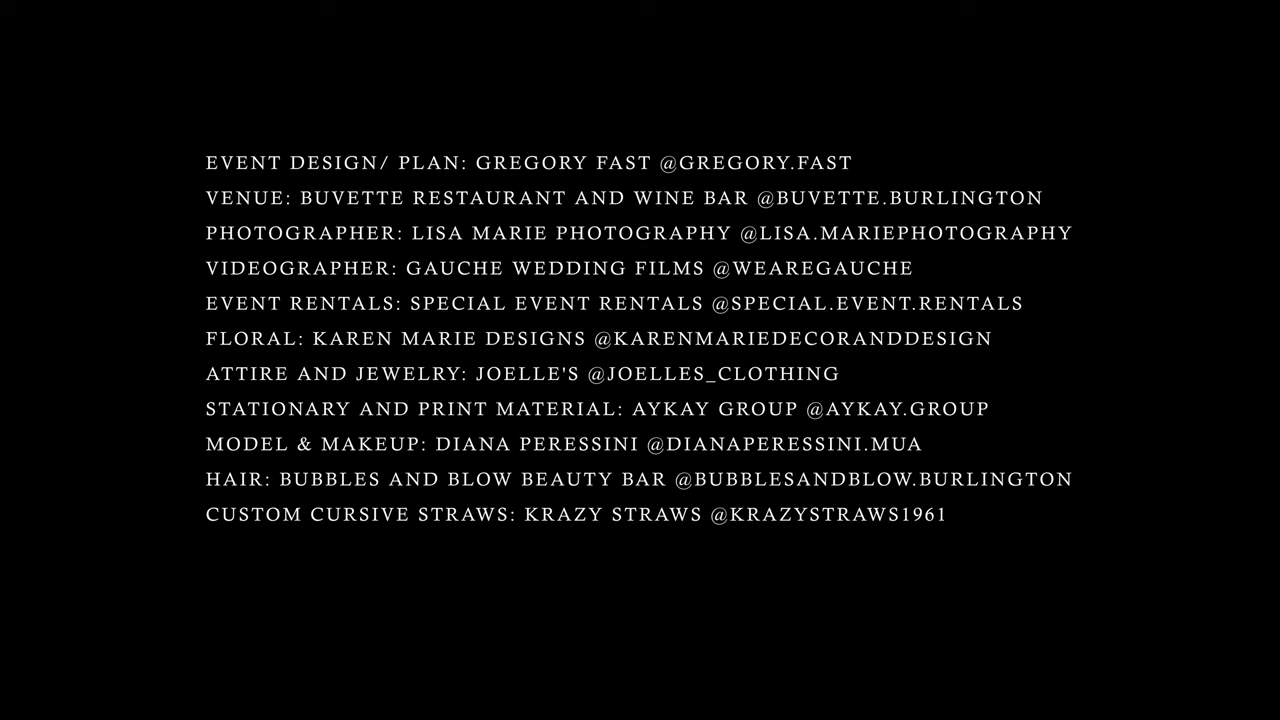 EVENT DESIGN/ PLAN: GREGORY FAST @GREGORY.FAST
VENUE: BUVETTE RESTAURANT AND WINE BAR @BUVETTE.BURLINGTON
PHOTOGRAPHER: LISA MARIE PHOTOGRAPHY @LISA.MARIEPHOTOGRAPHY
VIDEOGRAPHER: GAUCHE WEDDING FILMS @WEAREGAUCHE
EVENT RENTALS: SPECIAL EVENT RENTALS @SPECIAL.EVENT.RENTALS
FLORAL: KAREN MARIE DESIGNS @KARENMARIEDECORANDDESIGN
ATTIRE AND JEWELRY: JOELLE'S @JOELLES_CLOTHING
STATIONARY AND PRINT MATERIAL: AYKAY GROUP @AYKAY.GROUP
MODEL & MAKEUP: DIANA PERESSINI @DIANAPERESSINI.MUA
HAIR: BUBBLES AND BLOW BEAUTY BAR @BUBBLESANDBLOW.BURLINGTON
CUSTOM CURSIVE STRAWS: KRAZY STRAWS @KRAZYSTRAWS1961